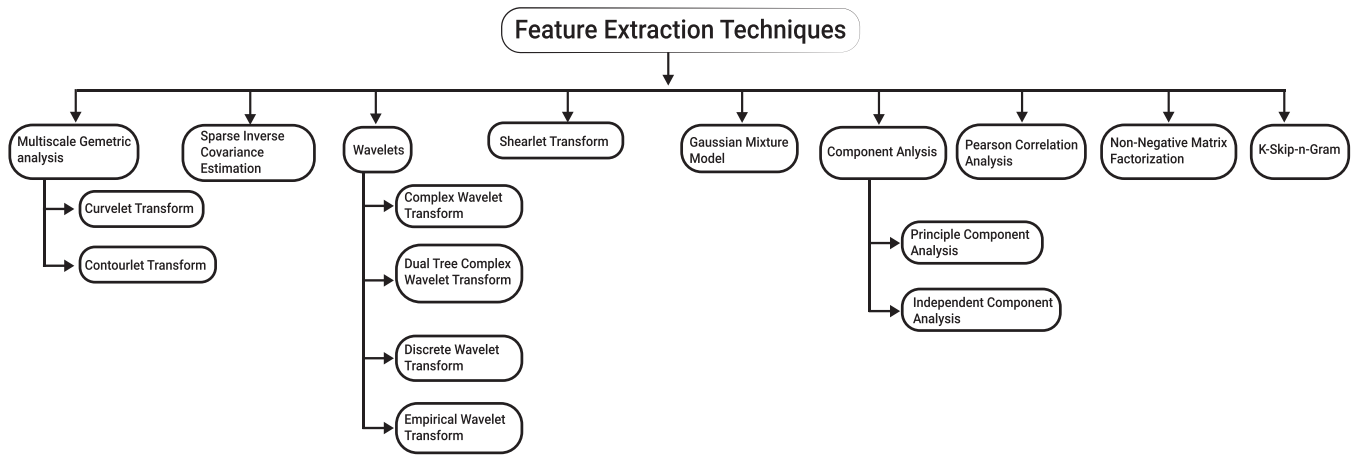 Feature Extraction Techniques
Multiscale Gemetric
analysis
Sparse Inverse
Covariance
Estimation
Wavelets
Shearlet Transform
Gaussian Mixture
Model
Component Anlysis
Pearson Correlation
Analysis
Non-Negative Matrix
Factorization
K-Skip-n-Gram
Curvelet Transform
Contourlet Transform
Complex Wavelet
Transform
Dual Tree Complex
Wavelet Transform
Discrete Wavelet
Transform
Empirical Wavelet
Transform
Principle Component
Analysis
Independent Component
Analysis